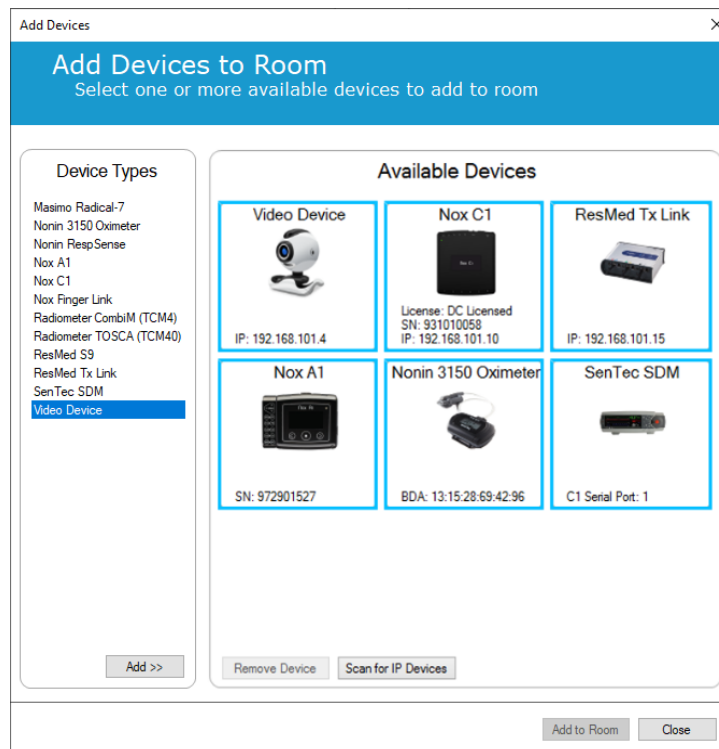 Add Devices
Add Devices to Room
Select one or more available devices to add to room
Device Types
Masimo Radical-7
Nonin 3150 Oximeter
Nonin RespSense
Nox A1
Nox C1
Nox Finger Link
Radiometer CombiM (TCM4)
Radiometer TOSCA (TCM40)
ResMed S9
ResMed Tx Link
SenTec SDM
Video Device
Add >>
Available Devices
Video Device
IP: 192.168.101.4
Nox C1
Nox C1
License: DC Licensed
SN: 931010058
IP: 192.168.101.10
ResMed Tx Link
IP: 192.168.101.15
Nox A1
Nox A1
SN: 972901527
Nonin 3150 Oximeter
BDA: 13:15:28:69:42:96
SenTec SDM
C1 Serial Port: 1
Remove Device
Scan for IP Devices
Add to Room
Close